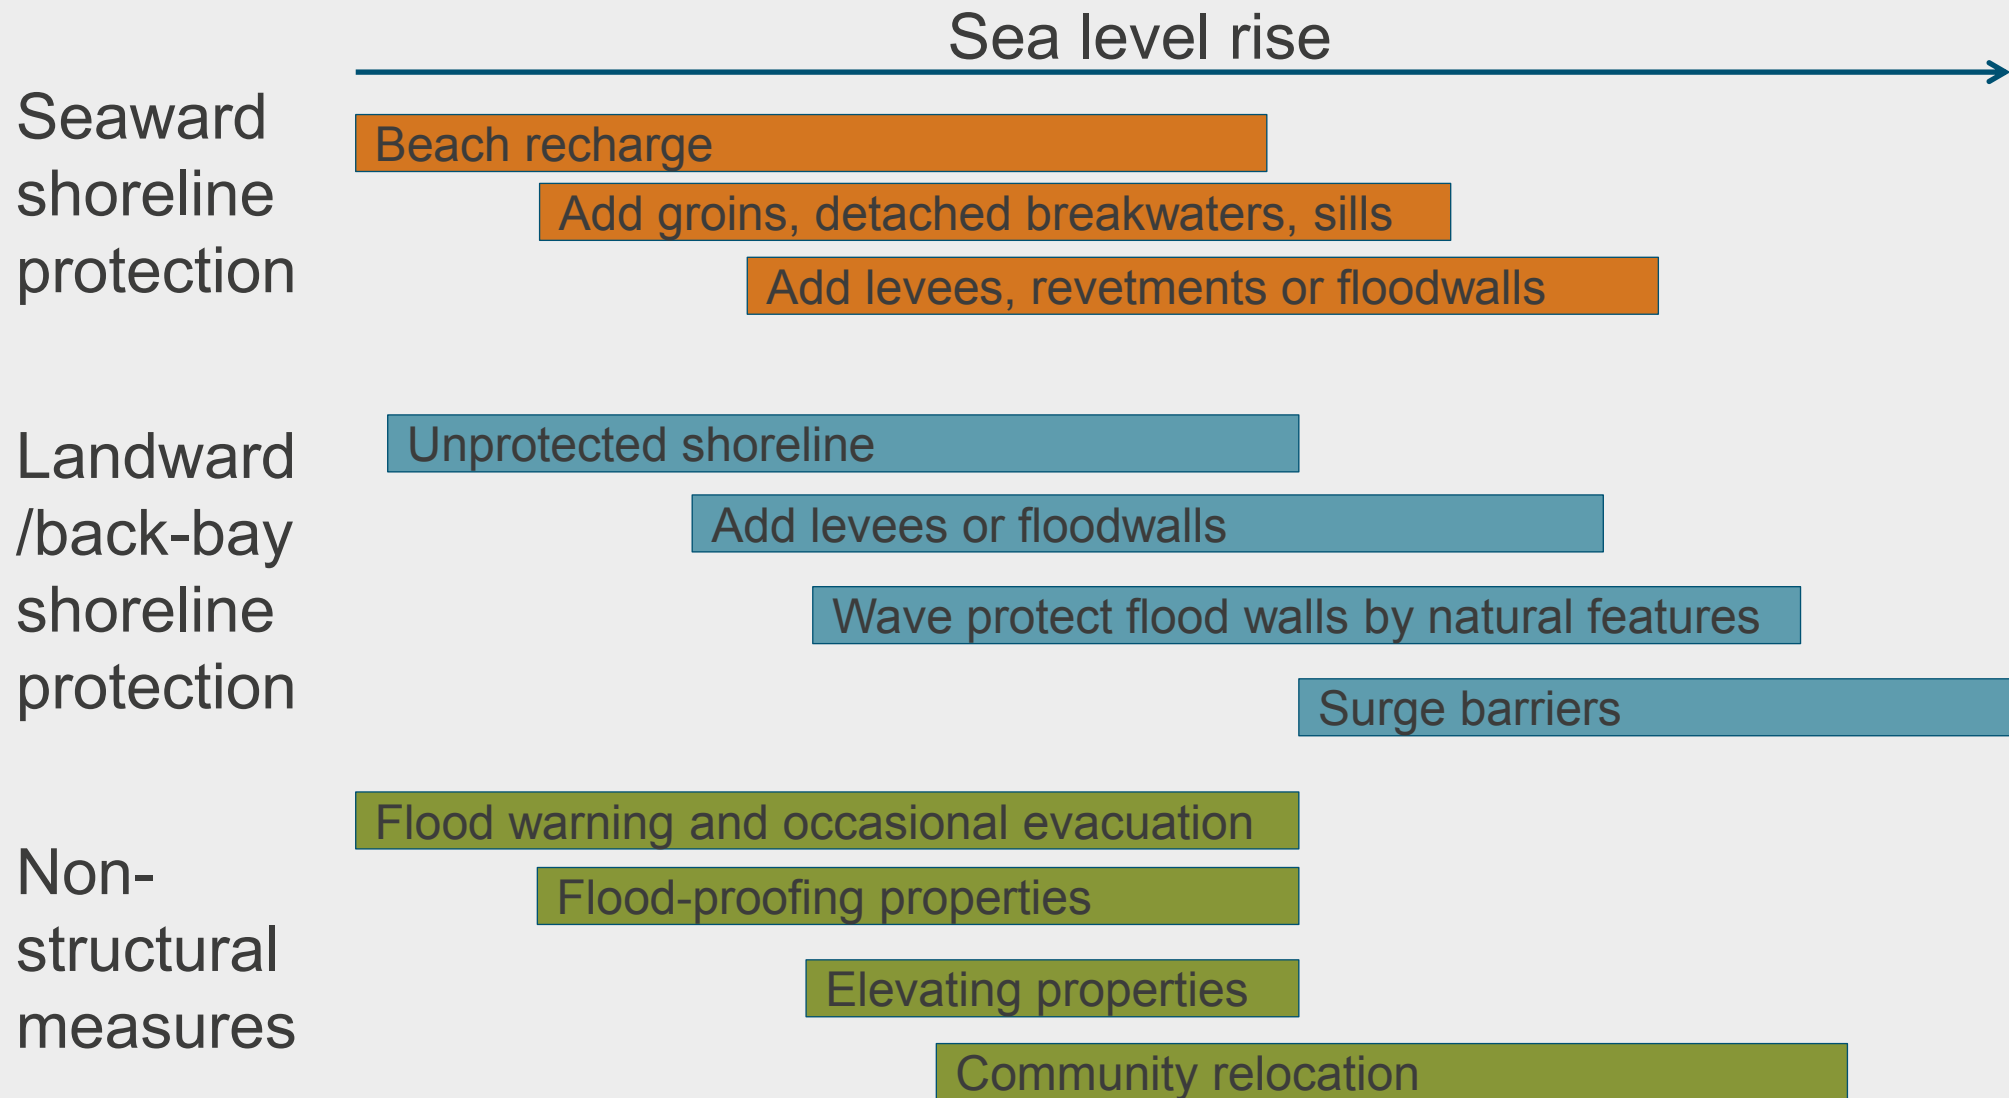 Sea level rise
Seaward
shoreline
protection
Beach recharge
Add groins, detached breakwaters, sills
Add levees, revetments or floodwalls
Landward
/back-bay
shoreline
protection
Unprotected shoreline
Add levees or floodwalls
Wave protect flood walls by natural features
Surge barriers
Non-
structural
measures
Flood warning and occasional evacuation
Flood-proofing properties
Elevating properties
Community relocation